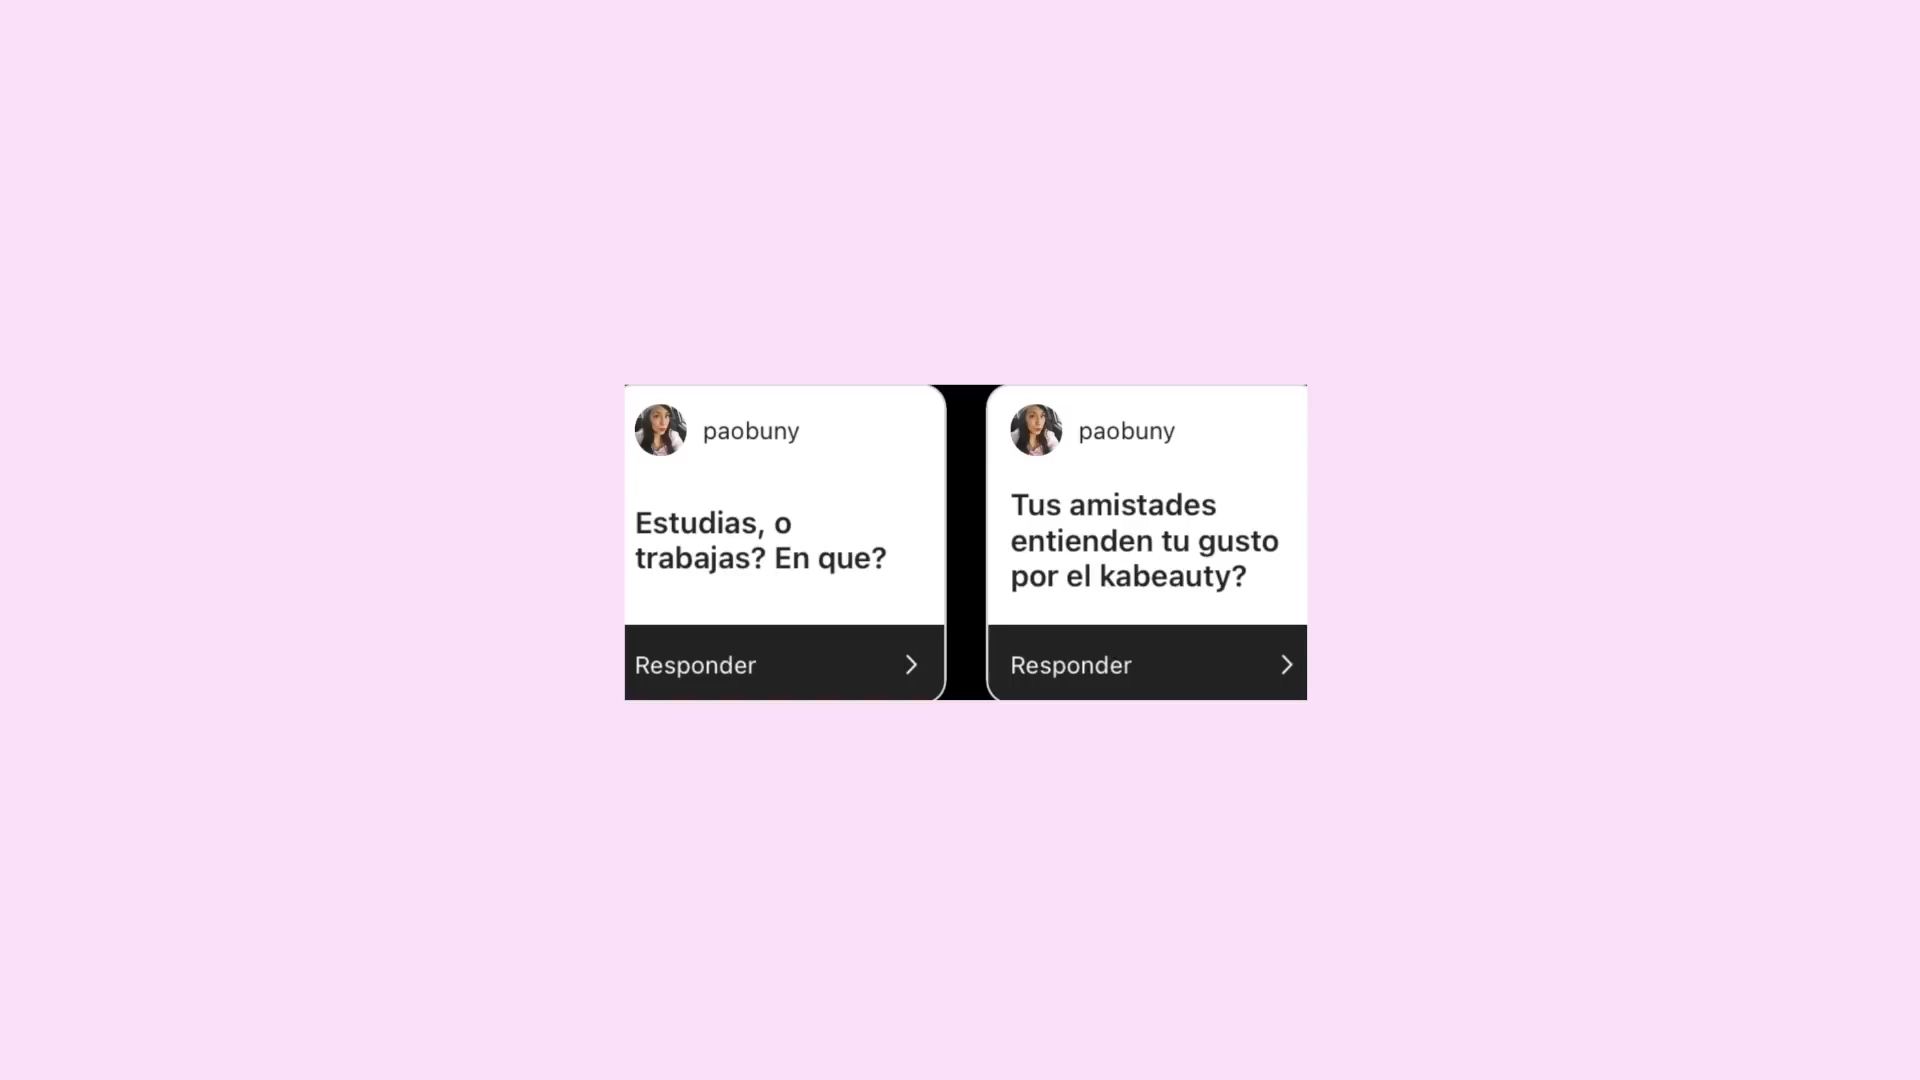 paobuny
Estudias, o
trabajas? En que?
Responder
paobuny
Tus amistades
entienden tu gusto
por el kabeauty?
Responder